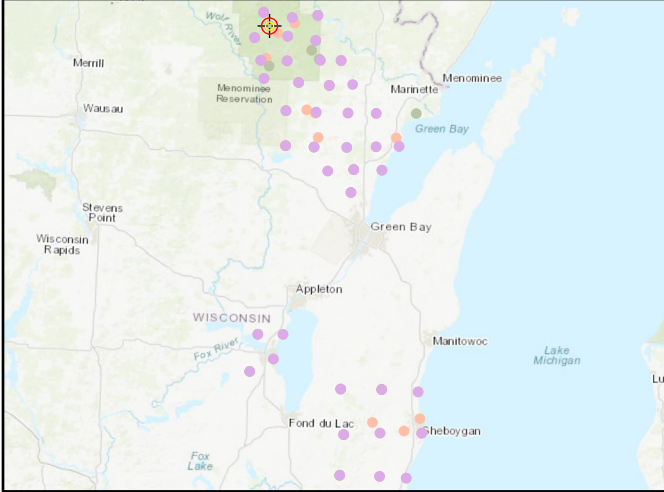 Wolf River
Merrill
Menominee
Menominee
Reservation
Marinette
Wausau
Green Bay
Stevens
Point
Green Bay
Wisconsin
Rapids
Appleton
WISCONSIN
Manitowoc
Fox River
Lake
Michigan
Lu
Fond du Lac
Sheboygan
Fox
Lake